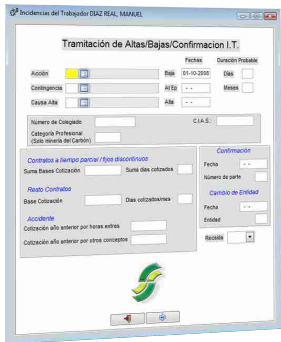 Incidencias del Trabajador DIAZ REAL, MANUEL
Tramitación de Altas/Bajas/Confirmacion I.T.
Fechas Duración Probable
Acción Baja 01-10-2008 Días
Contingencia At Ep - - Meses
Causa Alta Alta - -
Número de Colegiado C.I.A.S.:
Categoría Profesional
(Solo minería del Carbón)
Contratos a tiempo parcial / fijos discontinuos
Suma Bases Cotización Suma días cotizados
Resto Contratos
Base Cotización Días cotizados/mes
Accidente
Cotización año anterior por horas extras
Cotización año anterior por otros conceptos
Confirmación
Fecha - -
Número de parte
Cambio de Entidad
Fecha - -
Entidad
Recaída